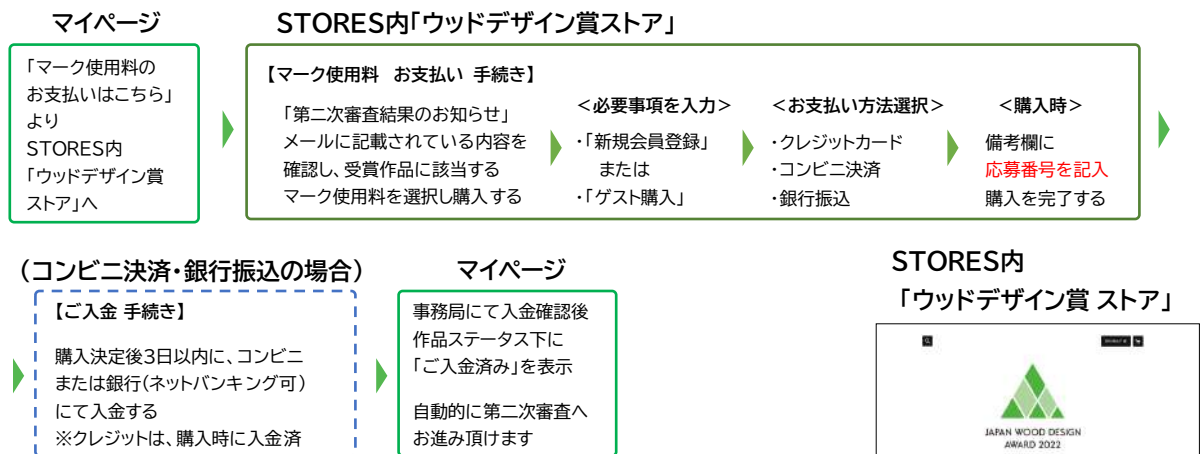 マイページ
「マーク使用料の
お支払いはこちら」
より
STORES内
「ウッドデザイン賞
ストア」へ
STORES内「ウッドデザイン賞ストア」
【マーク使用料 お支払い 手続き】
「第二次審査結果のお知らせ」
メールに記載されている内容を
確認し、受賞作品に該当する
マーク使用料を選択し購入する
＜必要事項を入力＞
・「新規会員登録」
または
・「ゲスト購入」
＜お支払い方法選択＞
・クレジットカード
・コンビニ決済
・銀行振込
＜購入時＞
備考欄に
応募番号を記入
購入を完了する
（コンビニ決済・銀行振込の場合）
【ご入金 手続き】
購入決定後3日以内に、コンビニ
または銀行(ネットバンキング可)
にて入金する
※クレジットは、購入時に入金済
マイページ
事務局にて入金確認後
作品ステータス下に
「ご入金済み」を表示
自動的に第二次審査へ
お進み頂けます
STORES内
「ウッドデザイン賞 ストア」
JAPAN WOOD DESIGN
AWARD 2022